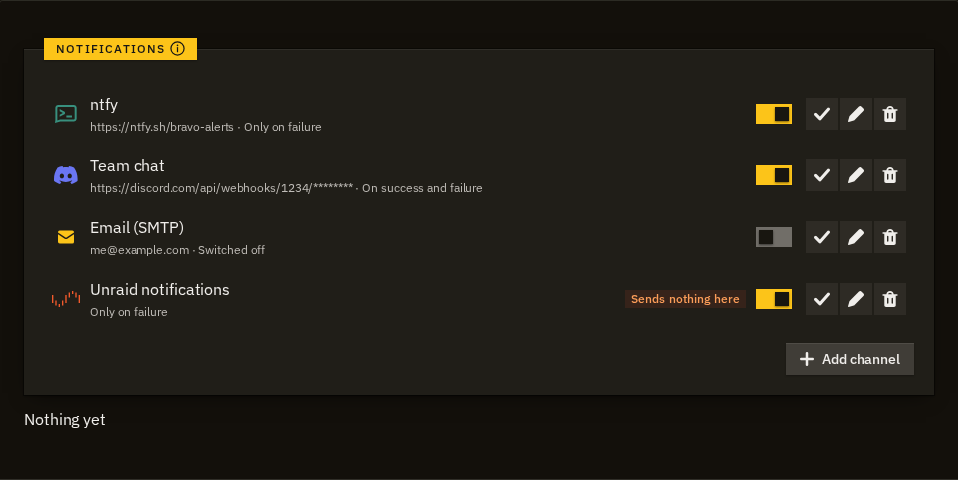 NOTIFICATIONS
ntfy
https://ntfy.sh/bravo-alerts · Only on failure
Team chat
https://discord.com/api/webhooks/1234/******** · On success and failure
Email (SMTP)
me@example.com · Switched off
Unraid notifications
Sends nothing here
Only on failure
Add channel
Nothing yet